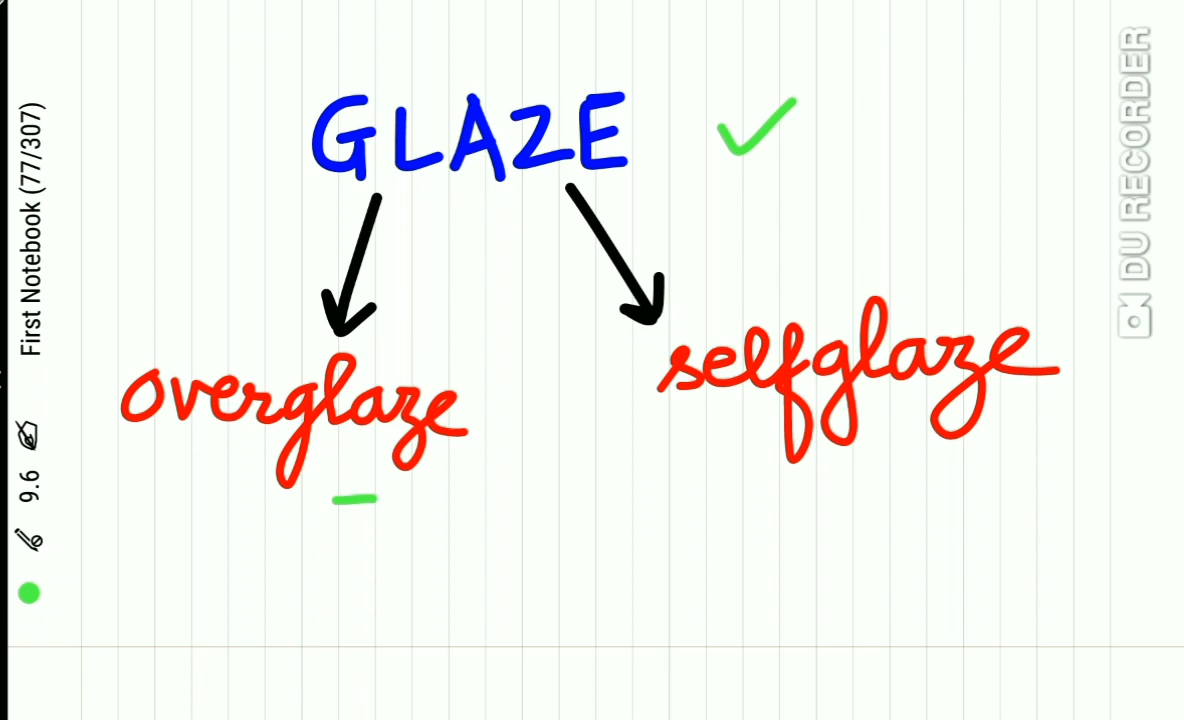 GLAZE
overglaze selfglaze
First Notebook (77/307)
9.6
DU RECORDER